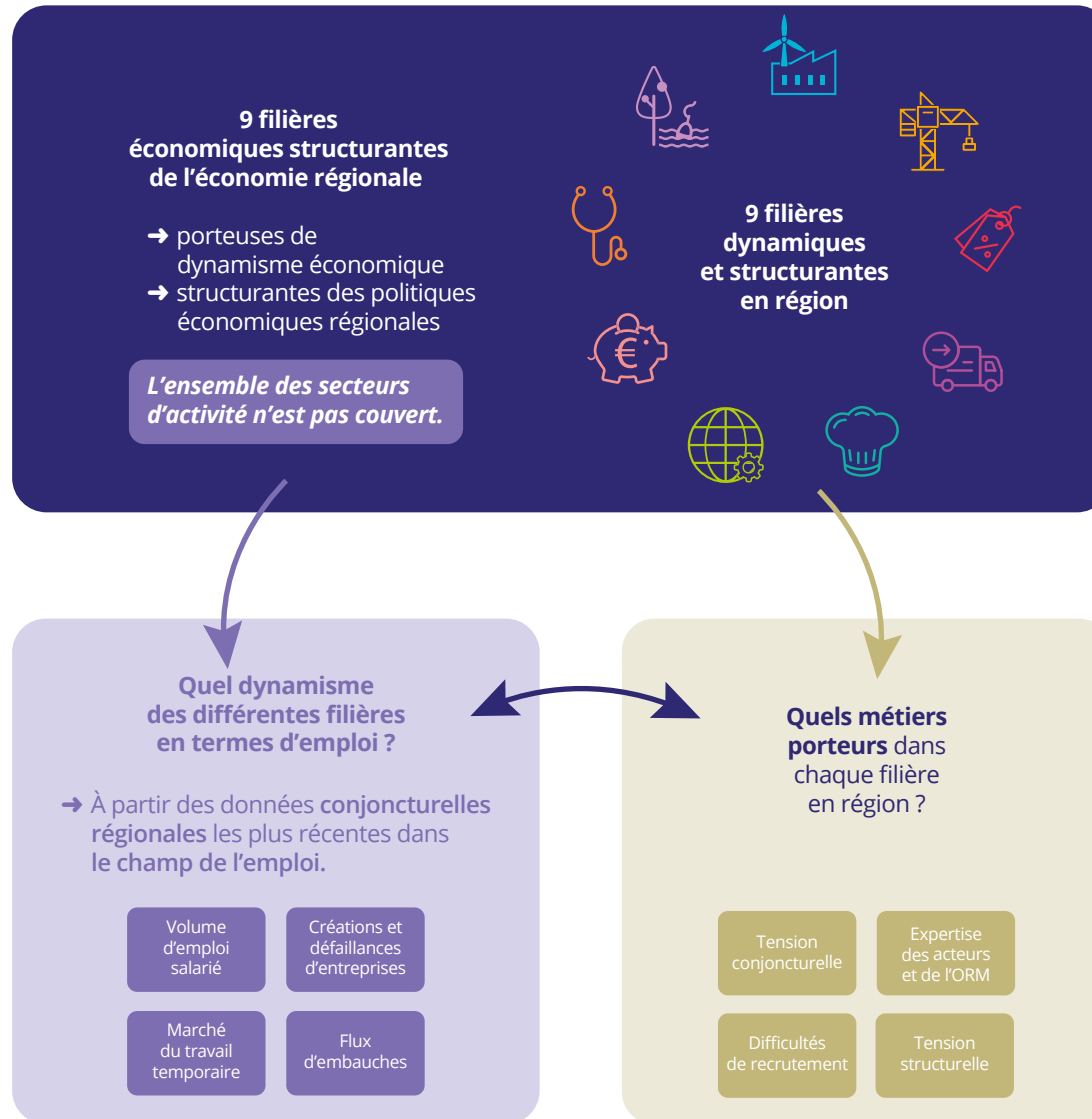 9 filières
économiques structurantes
de l’économie régionale
➜ porteuses de
dynamisme économique
➜ structurantes des politiques
économiques régionales
L’ensemble des secteurs
d’activité n’est pas couvert.
9 filières
dynamiques
et structurantes
en région
€
Quel dynamisme
des différentes filières
en termes d’emploi ?
➜ À partir des données conjoncturelles
régionales les plus récentes dans
le champ de l’emploi.
Volume
d’emploi
salarié
Créations et
défaillances
d’entreprises
Marché
du travail
temporaire
Flux
d’embauches
Quels métiers
porteurs dans
chaque filière
en région ?
Tension
conjoncturelle
Expertise
des acteurs
et de l’ORM
Difficultés
de recrutement
Tension
structurelle